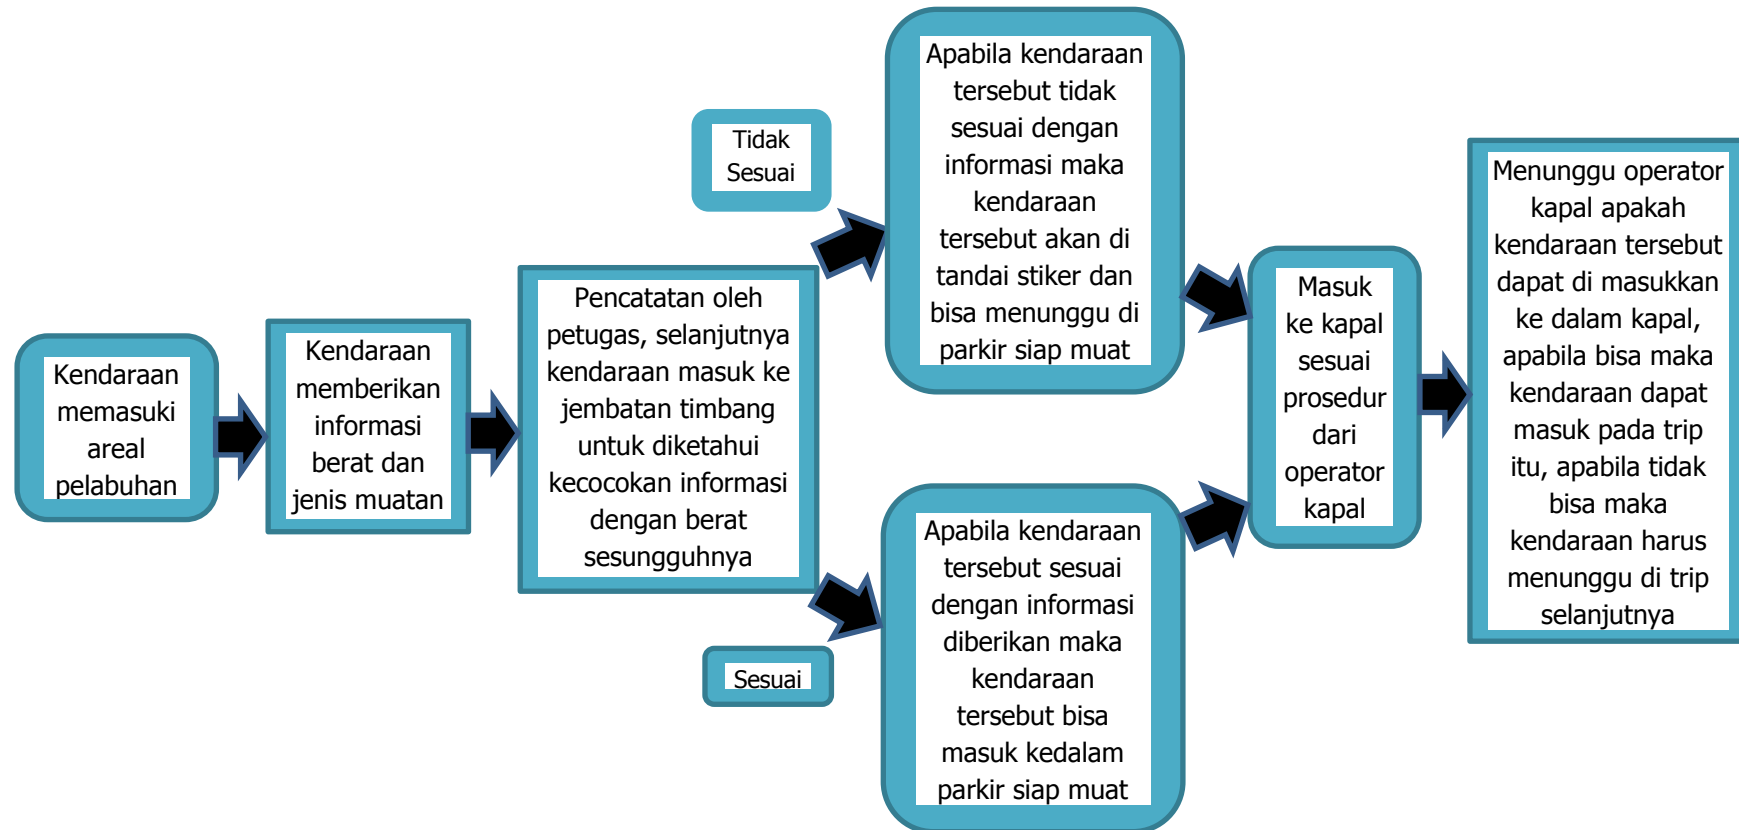 Kendaraan
memasuki
areal
pelabuhan
Kendaraan
memberikan
informasi
berat dan
jenis muatan
Pencatatan oleh
petugas, selanjutnya
kendaraan masuk ke
jembatan timbang
untuk diketahui
kecocokan informasi
dengan berat
sesungguhnya
Tidak
Sesuai
Apabila kendaraan
tersebut tidak
sesuai dengan
informasi maka
kendaraan
tersebut akan di
tandai stiker dan
bisa menunggu di
parkir siap muat
Sesuai
Apabila kendaraan
tersebut sesuai
dengan informasi
diberikan maka
kendaraan
tersebut bisa
masuk kedalam
parkir siap muat
Masuk
ke kapal
sesuai
prosedur
dari
operator
kapal
Menunggu operator
kapal apakah
kendaraan tersebut
dapat di masukkan
ke dalam kapal,
apabila bisa maka
kendaraan dapat
masuk pada trip
itu, apabila tidak
bisa maka
kendaraan harus
menunggu di trip
selanjutnya